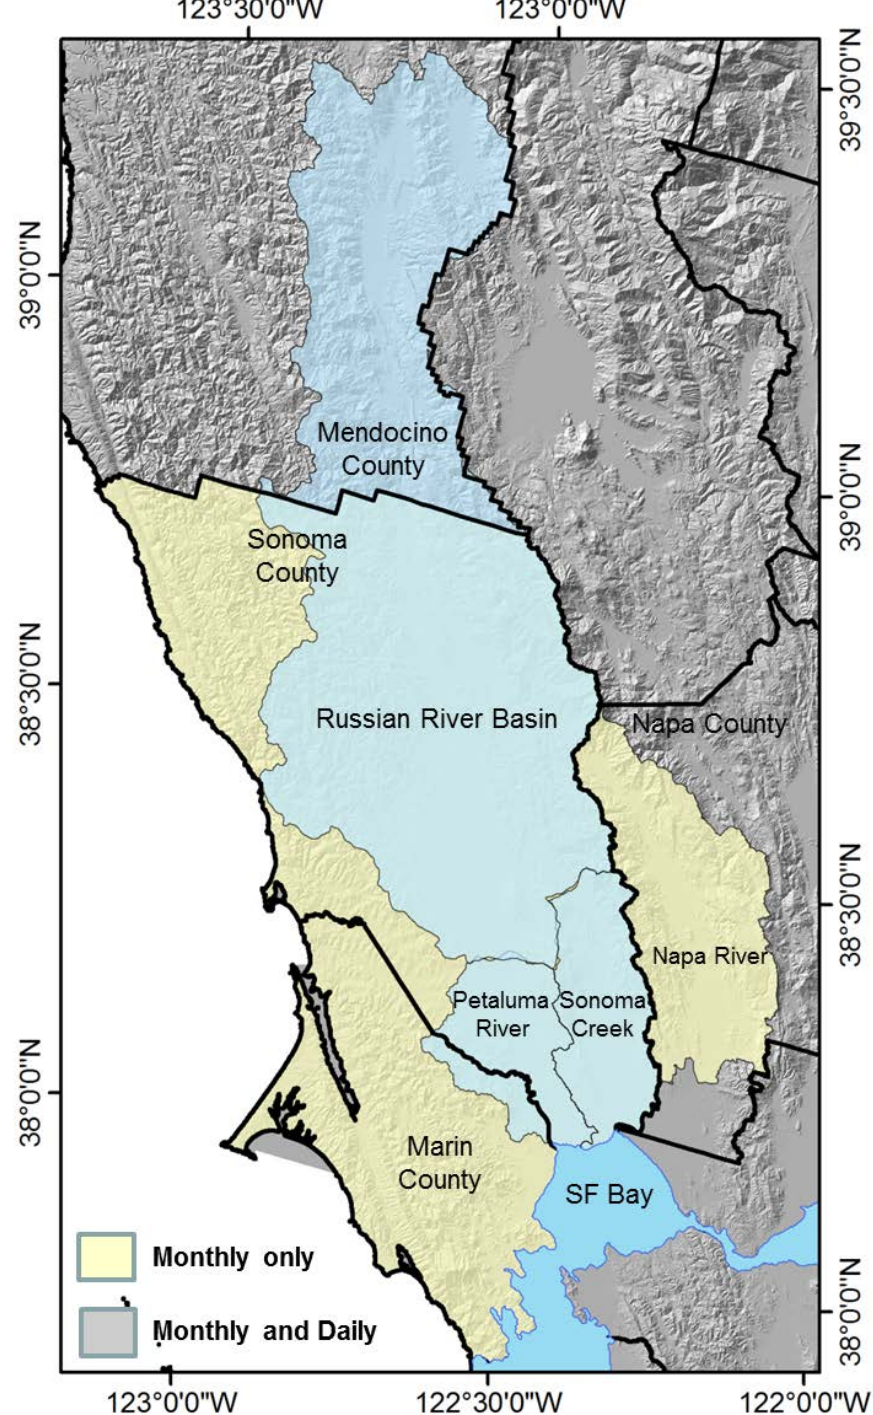 123°30'0"W
123°0'0"W
39°30'0"N
39°0'0"N
Mendocino
County
39°0'0"N
Sonoma
County
38°30'0"N
Russian River Basin
Napa County
38°30'0"N
Napa River
Petaluma
River
Sonoma
Creek
38°0'0"N
Marin
County
SF Bay
Monthly only
38°0'0"N
Monthly and Daily
123°0'0"W
122°30'0"W
122°0'0"W